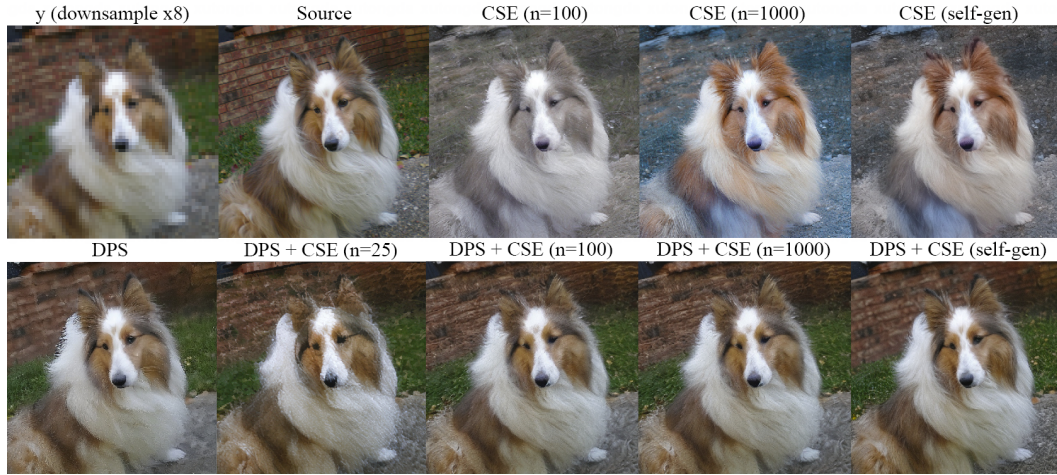 y (downsample x8)
Source
CSE (n=100)
CSE (n=1000)
CSE (self-gen)
DPS
DPS + CSE (n=25)
DPS + CSE (n=100)
DPS + CSE (n=1000)
DPS + CSE (self-gen)